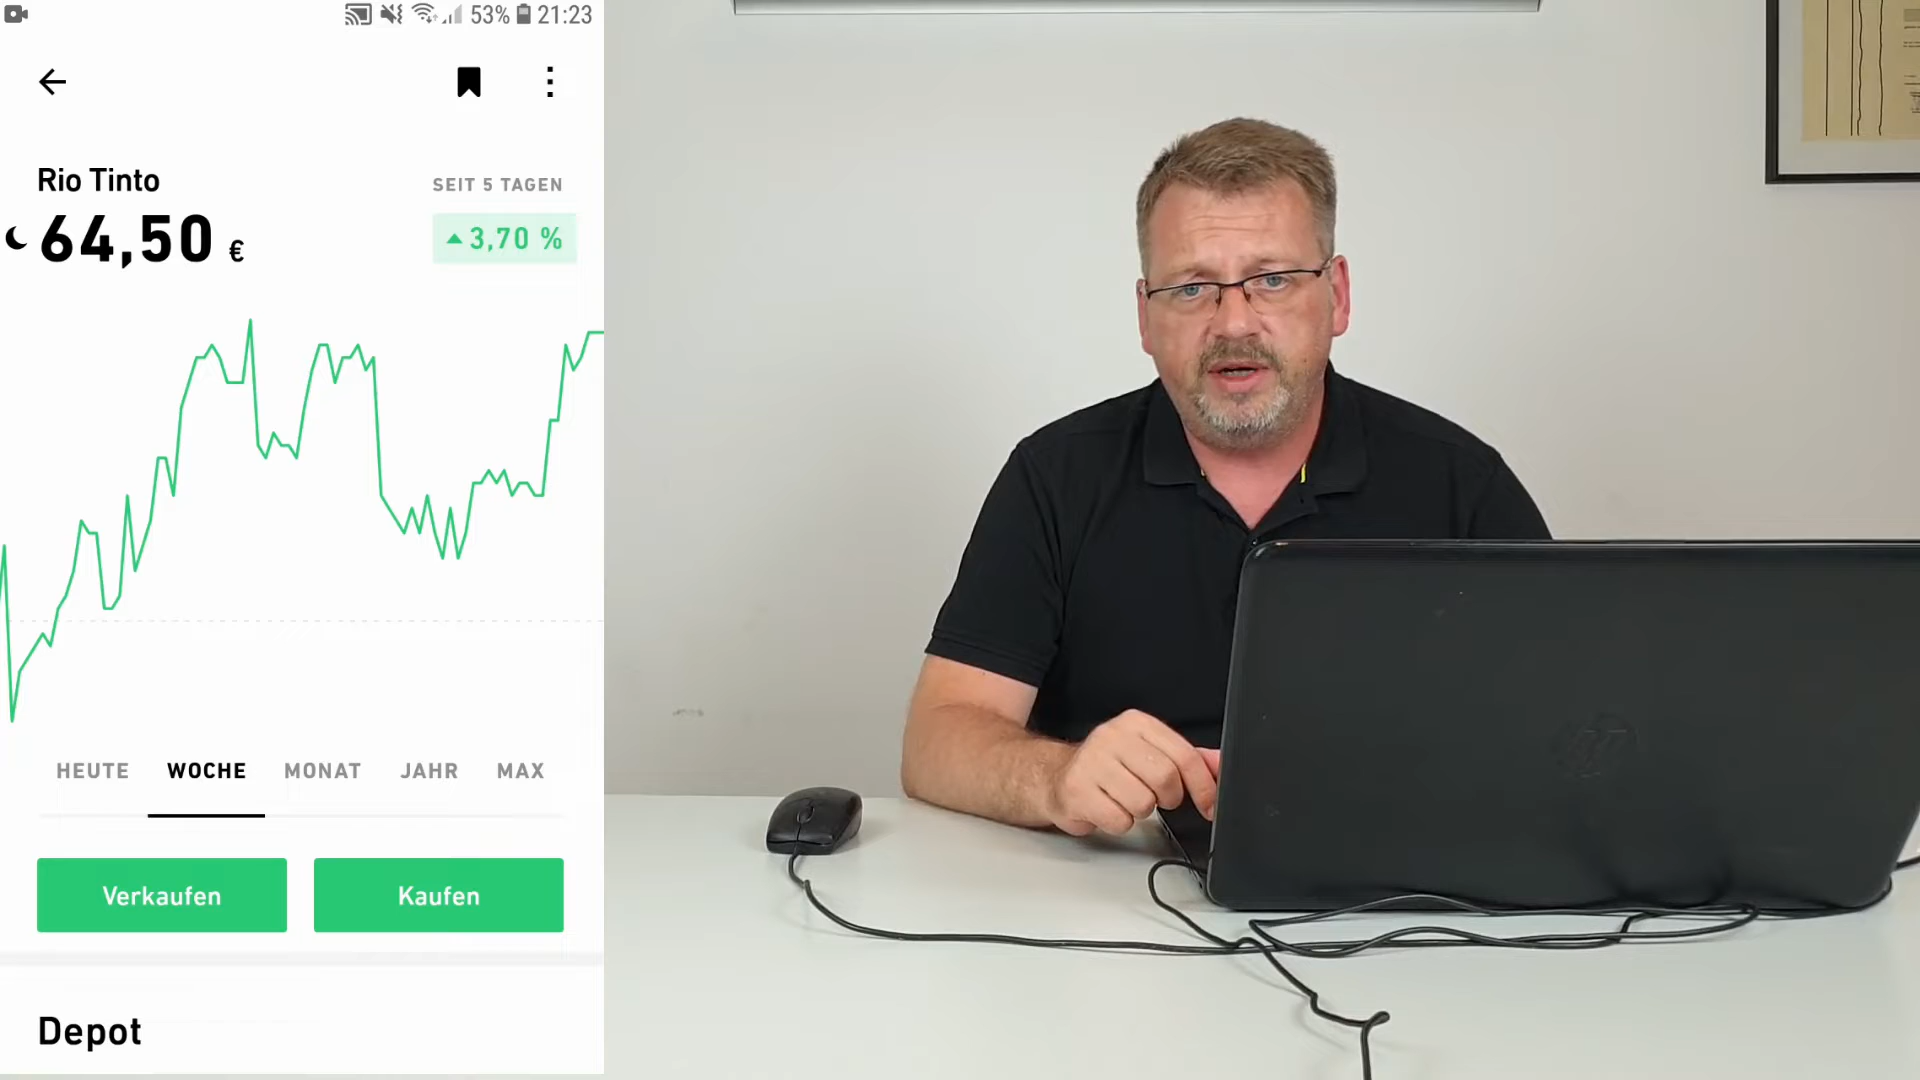 53% 21:23
Rio Tinto
SEIT 5 TAGEN
64,50 €
3,70 %
HEUTE WOCHE MONAT JAHR MAX
Verkaufen Kaufen
Depot
hp